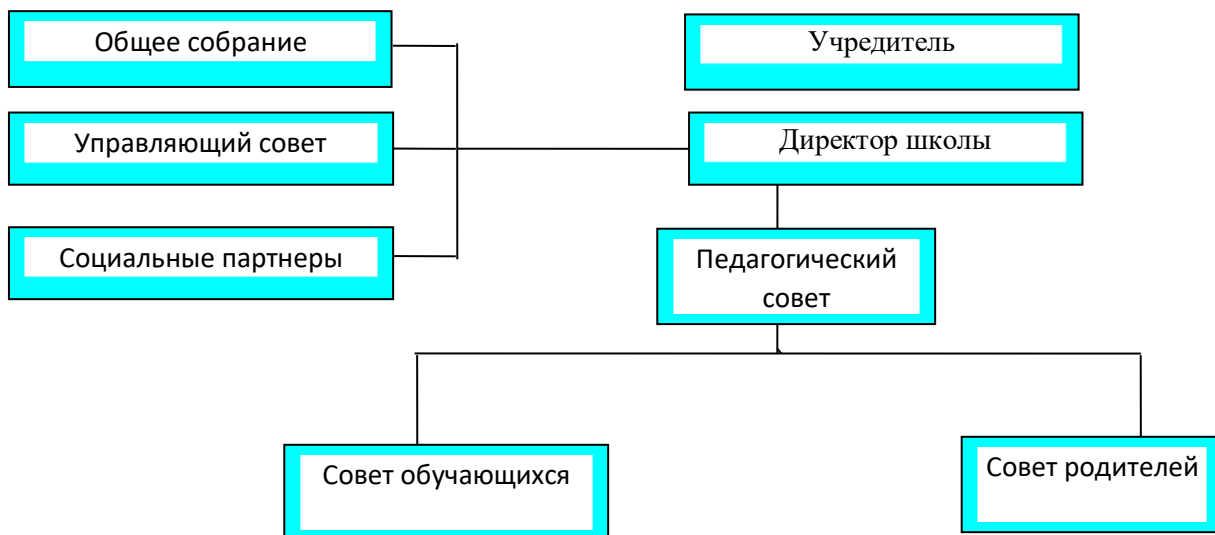 Общее собрание
Учредитель
Управляющий совет
Директор школы
Социальные партнеры
Педагогический
совет
Совет обучающихся
Совет родителей